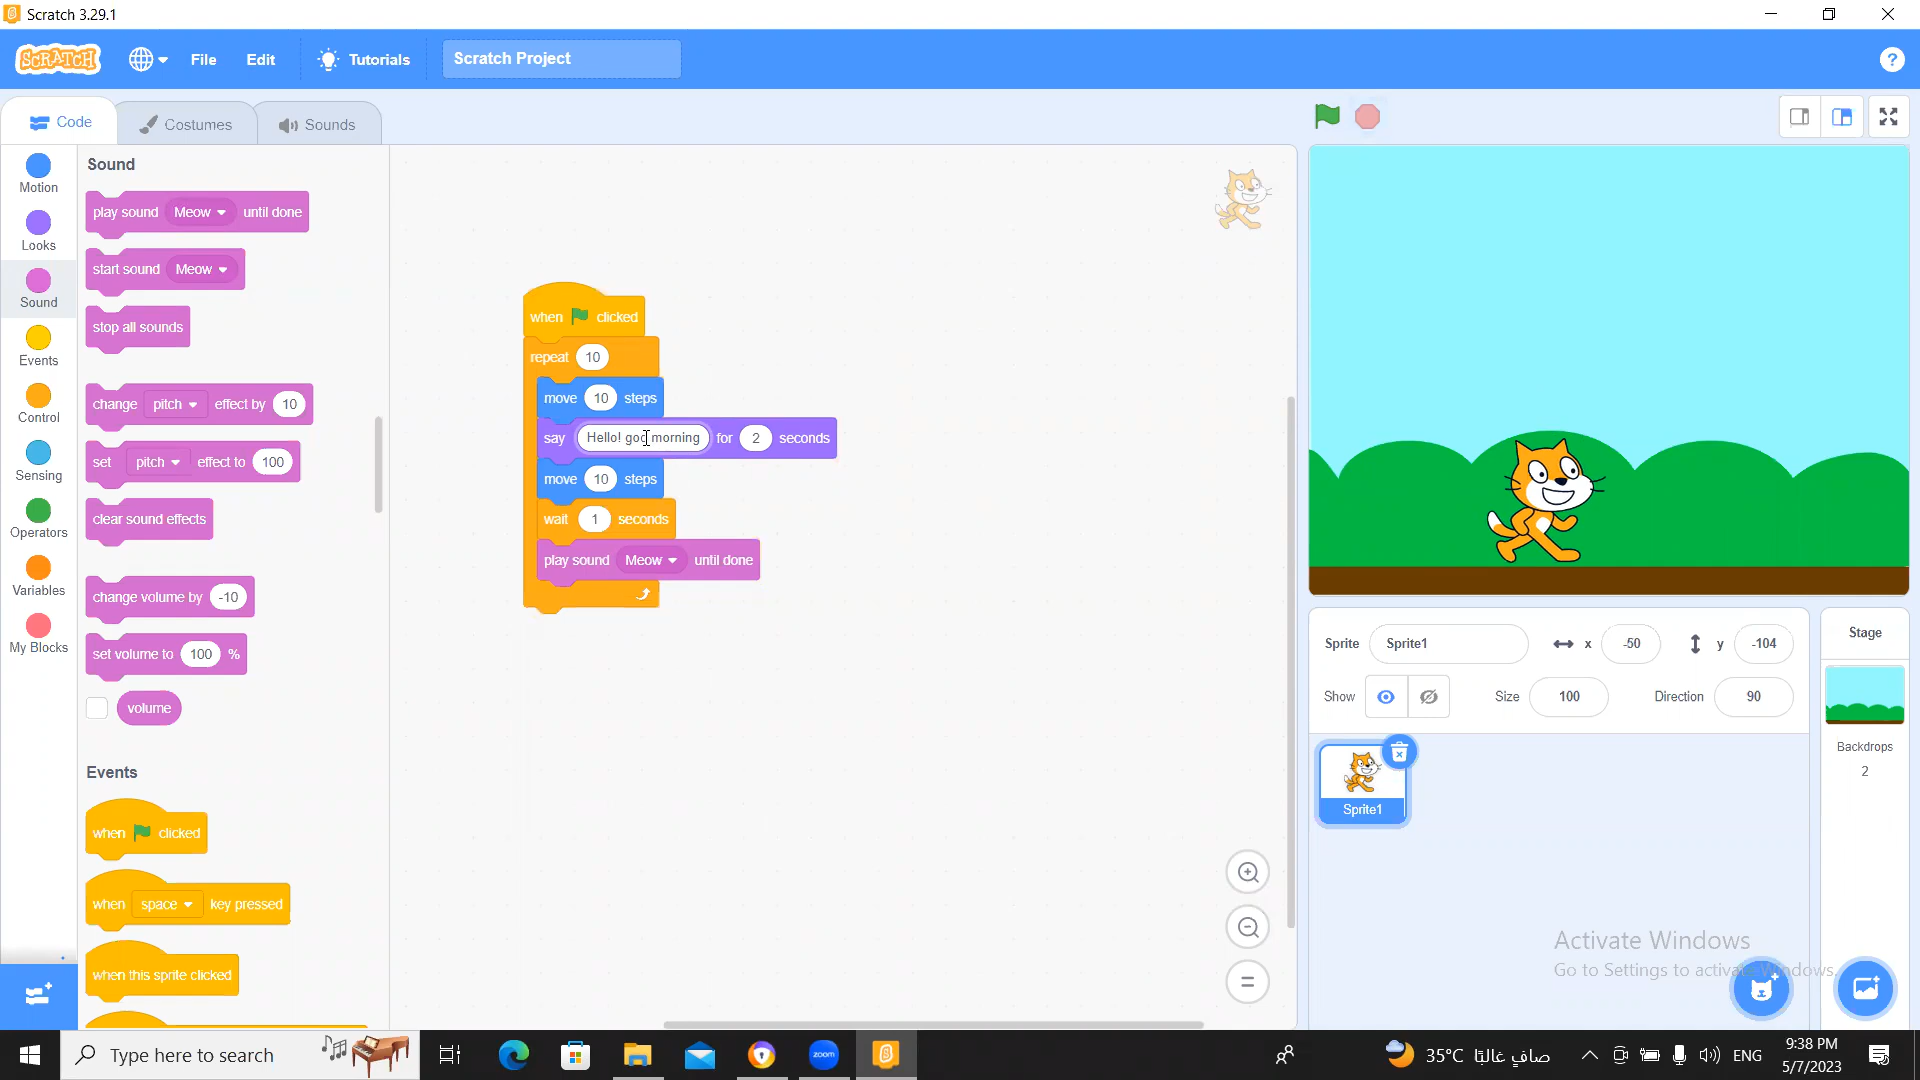 Scratch 3.29.1
SCRATCH
File
Edit
Tutorials
Scratch Project
?
Code
Costumes
Sounds
Motion
Looks
Sound
Events
Control
Sensing
Operators
Variables
My Blocks
Sound
play sound Meow until done
start sound Meow
stop all sounds
change pitch effect by 10
set pitch effect to 100
clear sound effects
change volume by -10
set volume to 100 %
volume
Events
when clicked
when space key pressed
when this sprite clicked
when clicked
repeat 10
move 10 steps
say Hello! good morning for 2 seconds
move 10 steps
wait 1 seconds
play sound Meow until done
Sprite Sprite1 x -50 y -104
Show Size 100 Direction 90
Sprite1
Stage
Backdrops
2
Activate Windows
Go to Settings to activate Windows.
Type here to search
zoom
35°C صافٍ غالبًا
ENG
9:38 PM
5/7/2023